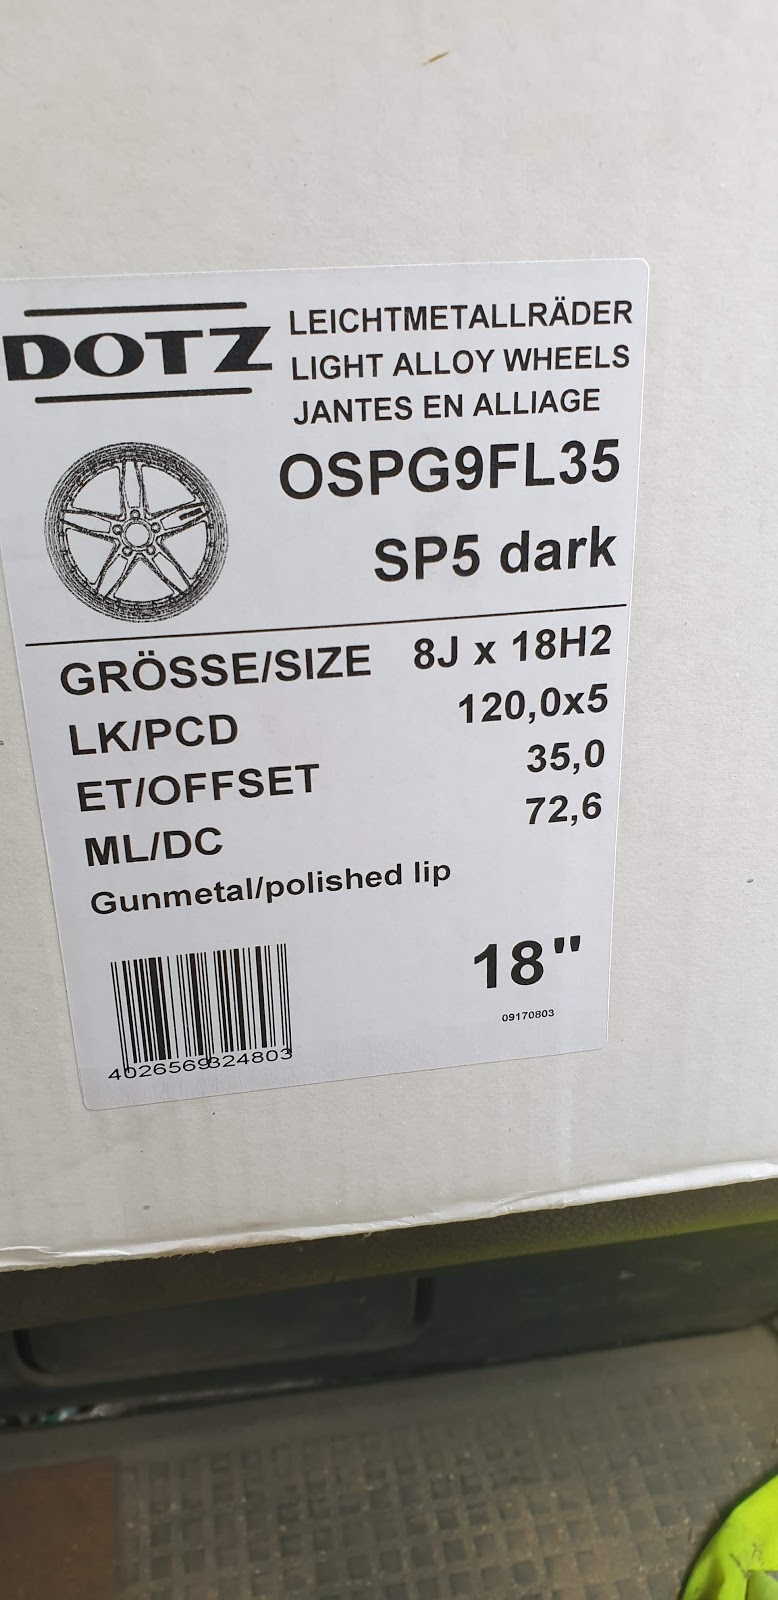 DOTZ
LEICHTMETALLRÄDER
LIGHT ALLOY WHEELS
JANTES EN ALLIAGE
OSPG9FL35
SP5 dark
GRÖSSE/SIZE 8J x 18H2
LK/PCD 120,0x5
ET/OFFSET 35,0
ML/DC 72,6
Gunmetal/polished lip
18"
09170803
4026569324803